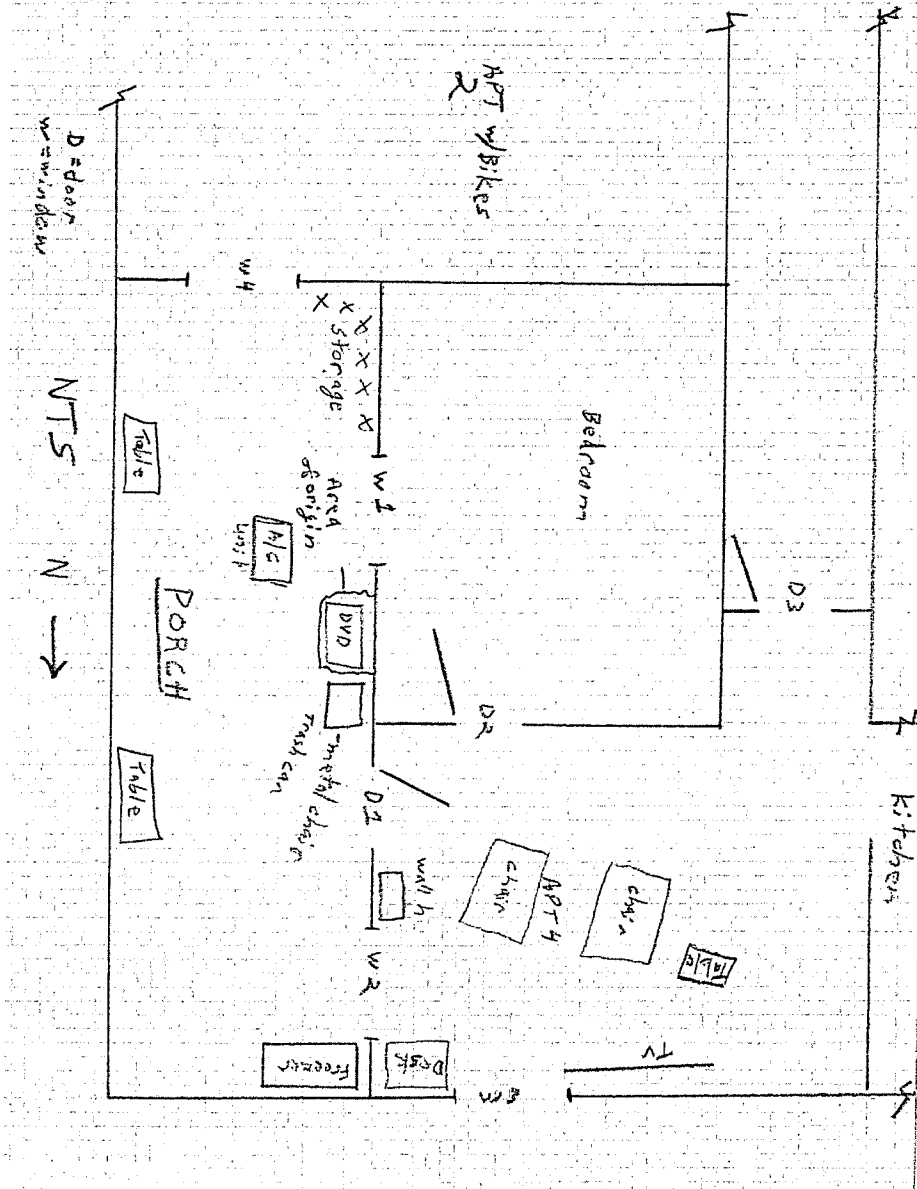 APT w/Bikes
2
D = door
w = window
W4
x x x x x x
Storage
W1
Area
of origin
A/C
unit
Table
NTS
N
PORCH
Bedroom
D3
DVD
D2
metal chair
Trash can
D1
Table
Kitchen
chair
APT 4
chair
Table
wall h
W2
TV
Desk
Freezer